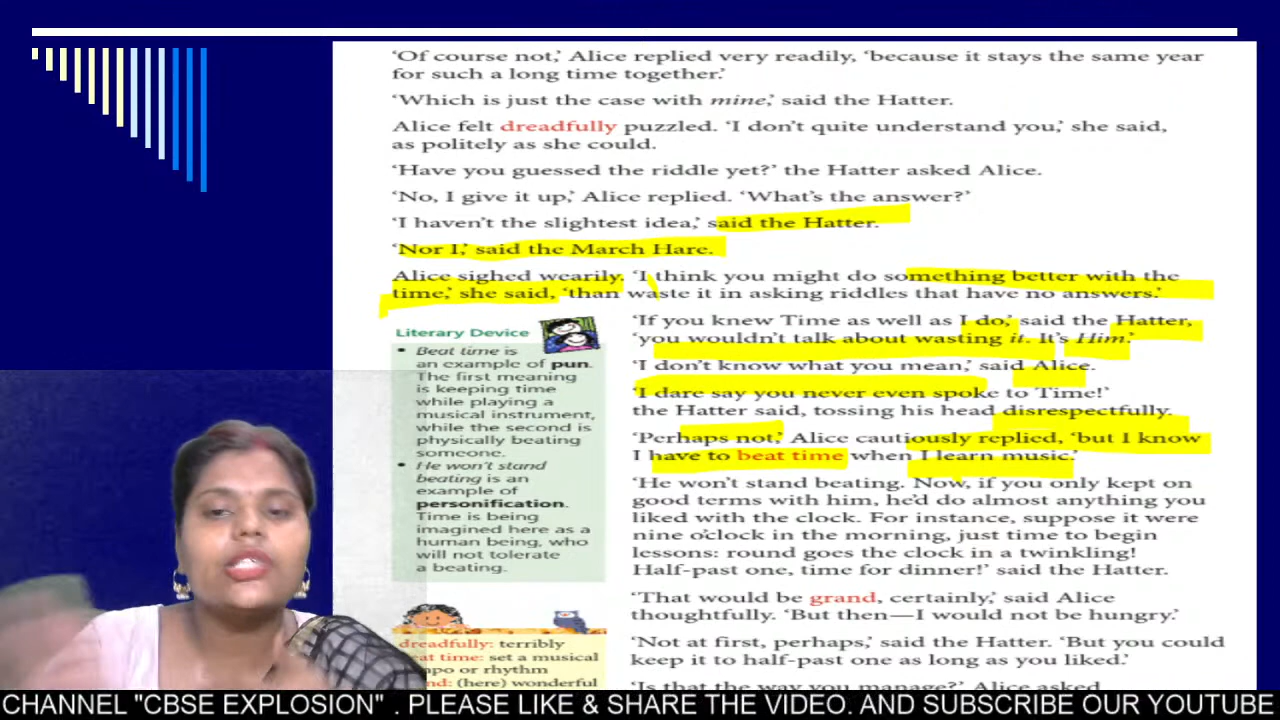 ‘Of course not,’ Alice replied very readily, ‘because it stays the same year
for such a long time together.’
‘Which is just the case with mine,’ said the Hatter.
Alice felt dreadfully puzzled. ‘I don’t quite understand you,’ she said,
as politely as she could.
‘Have you guessed the riddle yet?’ the Hatter asked Alice.
‘No, I give it up,’ Alice replied. ‘What’s the answer?’
‘I haven’t the slightest idea,’ said the Hatter.
‘Nor I,’ said the March Hare.
Alice sighed wearily. ‘I think you might do something better with the
time,’ she said, ‘than waste it in asking riddles that have no answers.’
‘If you knew Time as well as I do,’ said the Hatter,
‘you wouldn’t talk about wasting it. It’s Him.’
‘I don’t know what you mean,’ said Alice.
‘I dare say you never even spoke to Time!’
the Hatter said, tossing his head disrespectfully.
‘Perhaps not,’ Alice cautiously replied, ‘but I know
I have to beat time when I learn music.’
‘He won’t stand beating. Now, if you only kept on
good terms with him, he’d do almost anything you
liked with the clock. For instance, suppose it were
nine o’clock in the morning, just time to begin
lessons: round goes the clock in a twinkling!
Half-past one, time for dinner!’ said the Hatter.
‘That would be grand, certainly,’ said Alice
thoughtfully. ‘But then—I would not be hungry.’
‘Not at first, perhaps,’ said the Hatter. ‘But you could
keep it to half-past one as long as you liked.’
‘Is that the way you manage?’ Alice asked
Literary Device
• Beat time is
an example of pun.
The first meaning
is keeping time
while playing a
musical instrument,
while the second is
physically beating
someone.
• He won’t stand
beating is an
example of
personification.
Time is being
imagined here as a
human being, who
will not tolerate
a beating.
dreadfully: terribly
time: set a musical
or rhythm
(here) wonderful
CHANNEL "CBSE EXPLOSION" . PLEASE LIKE & SHARE THE VIDEO. AND SUBSCRIBE OUR YOUTUBE